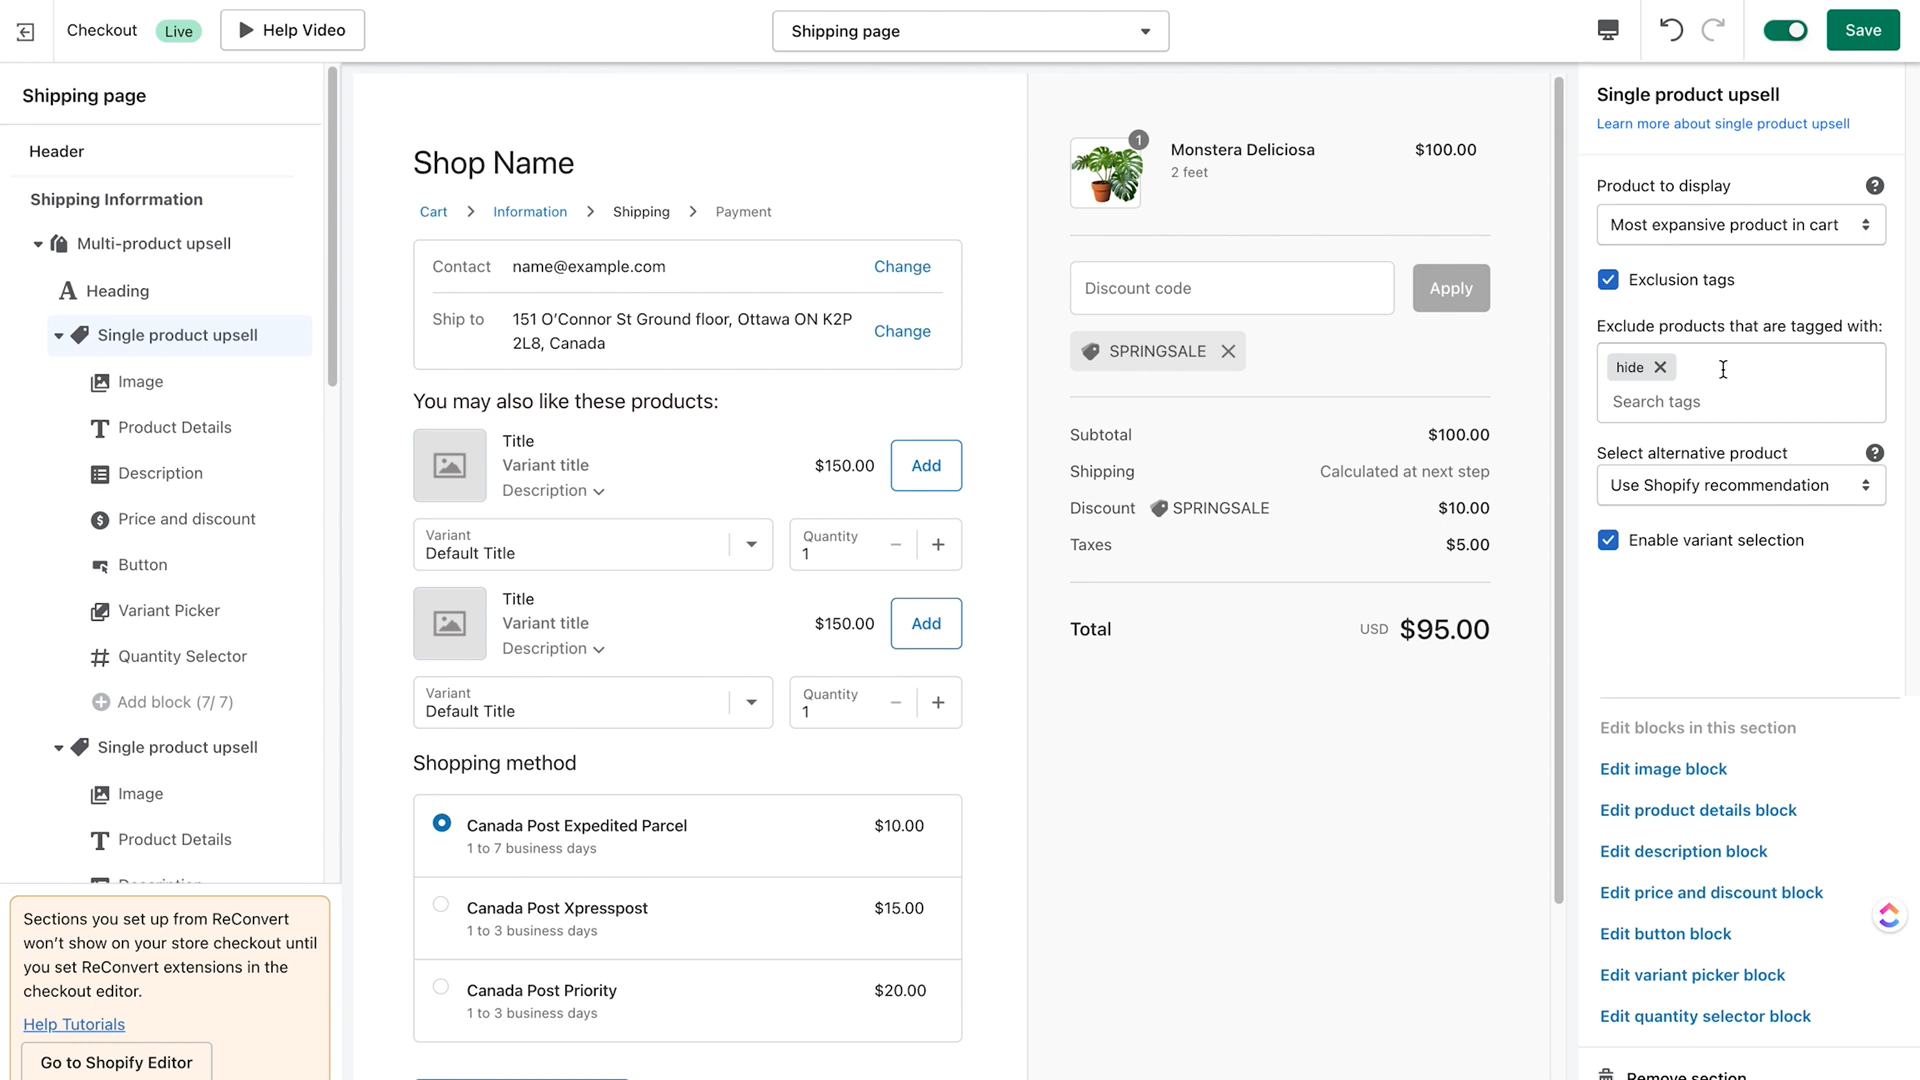 Checkout
Live
Help Video
Shipping page
Save
Shipping page
Header
Shipping Inforrmation
Multi-product upsell
Heading
Single product upsell
Image
Product Details
Description
Price and discount
Button
Variant Picker
Quantity Selector
Add block (7/ 7)
Single product upsell
Image
Product Details
Sections you set up from ReConvert
won't show on your store checkout until
you set ReConvert extensions in the
checkout editor.
Help Tutorials
Go to Shopify Editor
Shop Name
Cart
Information
Shipping
Payment
Contact name@example.com Change
Ship to 151 O'Connor St Ground floor, Ottawa ON K2P
2L8, Canada
Change
You may also like these products:
Title
Variant title
Description
$150.00
Add
Variant
Default Title
Quantity
1
Title
Variant title
Description
$150.00
Add
Variant
Default Title
Quantity
1
Shopping method
Canada Post Expedited Parcel $10.00
1 to 7 business days
Canada Post Xpresspost $15.00
1 to 3 business days
Canada Post Priority $20.00
1 to 3 business days
1
Monstera Deliciosa $100.00
2 feet
Discount code
Apply
SPRINGSALE
Subtotal $100.00
Shipping Calculated at next step
Discount SPRINGSALE $10.00
Taxes $5.00
Total USD $95.00
Single product upsell
Learn more about single product upsell
Product to display
Most expensive product in cart
Exclusion tags
Exclude products that are tagged with:
hide
Search tags
Select alternative product
Use Shopify recommendation
Enable variant selection
Edit blocks in this section
Edit image block
Edit product details block
Edit description block
Edit price and discount block
Edit button block
Edit variant picker block
Edit quantity selector block
Remove section